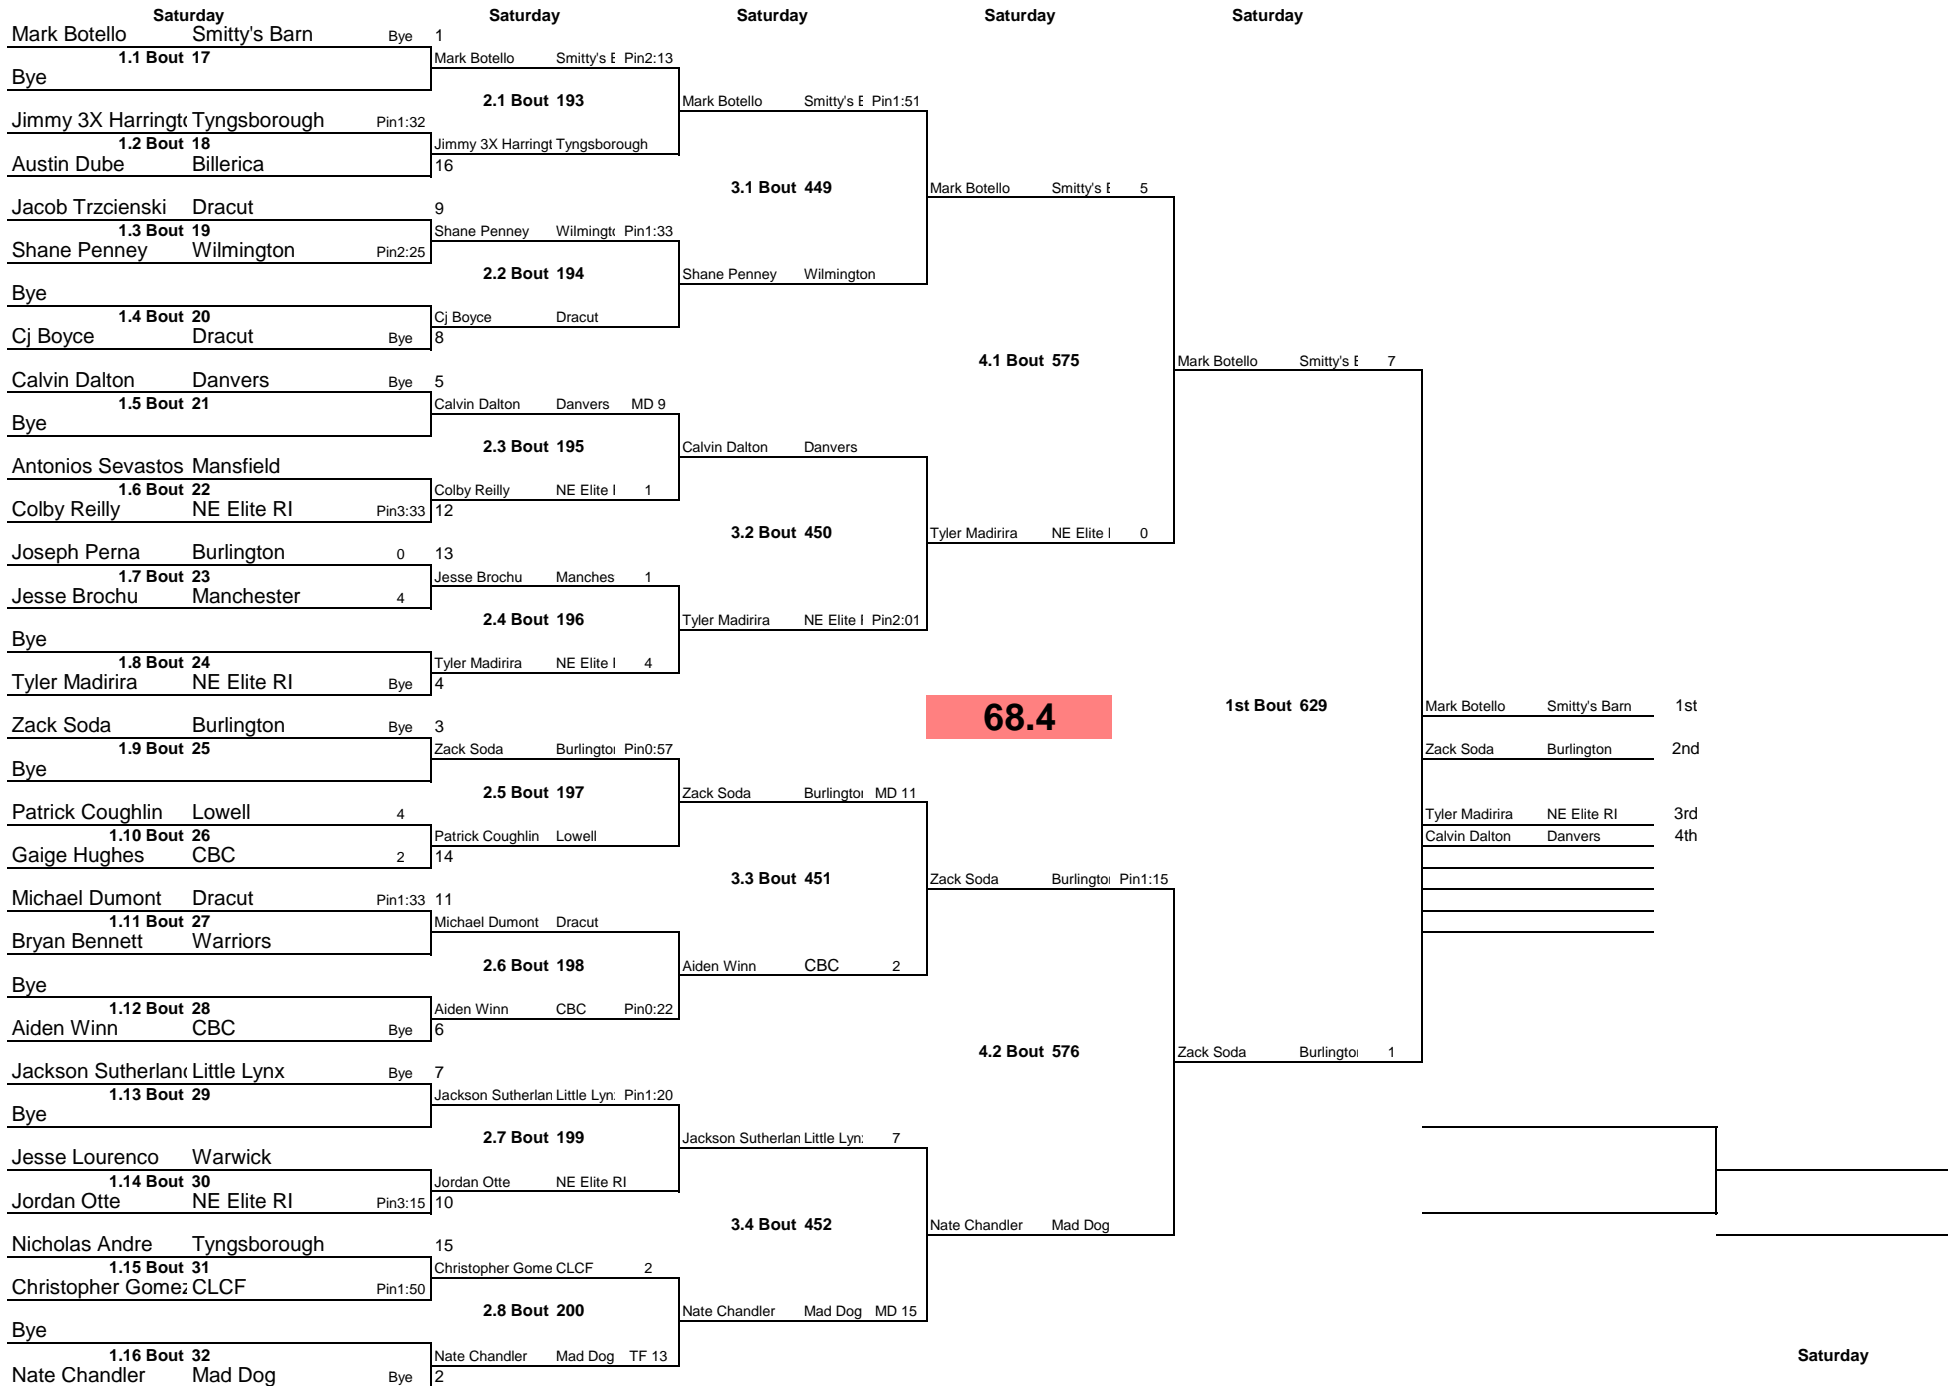 Saturday Saturday Saturday Saturday Saturday
Mark Botello Smitty's Barn Bye 1
1.1 Bout 17 Mark Botello Smitty's E Pin2:13
Bye
2.1 Bout 193 Mark Botello Smitty's E Pin1:51
Jimmy 3X Harringto Tyngsborough Pin1:32
1.2 Bout 18 Jimmy 3X Harringt Tyngsborough
Austin Dube Billerica 16
3.1 Bout 449 Mark Botello Smitty's E 5
Jacob Trzcienski Dracut 9
1.3 Bout 19 Shane Penney Wilmingto Pin1:33
Shane Penney Wilmington Pin2:25
2.2 Bout 194 Shane Penney Wilmington
Bye
1.4 Bout 20 Cj Boyce Dracut
Cj Boyce Dracut Bye 8
4.1 Bout 575 Mark Botello Smitty's E 7
Calvin Dalton Danvers Bye 5
1.5 Bout 21 Calvin Dalton Danvers MD 9
Bye
2.3 Bout 195 Calvin Dalton Danvers
Antonios Sevastos Mansfield
1.6 Bout 22 Colby Reilly NE Elite I 1
Colby Reilly NE Elite RI Pin3:33 12
3.2 Bout 450 Tyler Madirira NE Elite I 0
Joseph Perna Burlington 0 13
1.7 Bout 23 Jesse Brochu Manches 1
Jesse Brochu Manchester 4
2.4 Bout 196 Tyler Madirira NE Elite I Pin2:01
Bye
1.8 Bout 24 Tyler Madirira NE Elite I 4
Tyler Madirira NE Elite RI Bye 4
68.4 1st Bout 629 Mark Botello Smitty's Barn 1st
Zack Soda Burlington Bye 3
1.9 Bout 25 Zack Soda Burlingtoı Pin0:57 Zack Soda Burlington 2nd
Bye
2.5 Bout 197 Zack Soda Burlingtoı MD 11
Patrick Coughlin Lowell 4 Tyler Madirira NE Elite RI 3rd
1.10 Bout 26 Patrick Coughlin Lowell Calvin Dalton Danvers 4th
Gaige Hughes CBC 2 14
3.3 Bout 451 Zack Soda Burlingtoı Pin1:15
Michael Dumont Dracut Pin1:33 11
1.11 Bout 27 Michael Dumont Dracut
Bryan Bennett Warriors
2.6 Bout 198 Aiden Winn CBC 2
Bye
1.12 Bout 28 Aiden Winn CBC Pin0:22
Aiden Winn CBC Bye 6
4.2 Bout 576 Zack Soda Burlingtoı 1
Jackson Sutherland Little Lynx Bye 7
1.13 Bout 29 Jackson Sutherlan Little Lyn Pin1:20
Bye
2.7 Bout 199 Jackson Sutherlan Little Lyn 7
Jesse Lourenco Warwick
1.14 Bout 30 Jordan Otte NE Elite RI
Jordan Otte NE Elite RI Pin3:15 10
3.4 Bout 452 Nate Chandler Mad Dog
Nicholas Andre Tyngsborough 15
1.15 Bout 31 Christopher Gome CLCF 2
Christopher Gomez CLCF Pin1:50
2.8 Bout 200 Nate Chandler Mad Dog MD 15
Bye
1.16 Bout 32 Nate Chandler Mad Dog TF 13 Saturday
Nate Chandler Mad Dog Bye 2